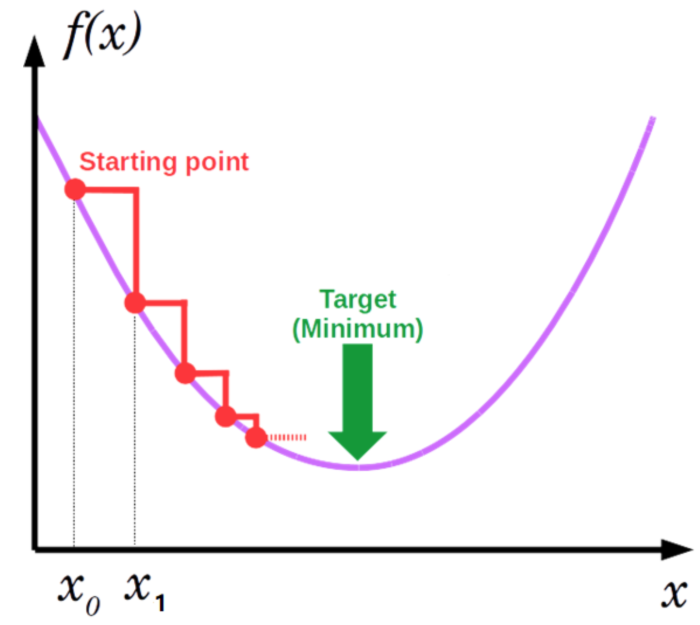 f(x)
Starting point
Target
(Minimum)
x₀ x₁
x